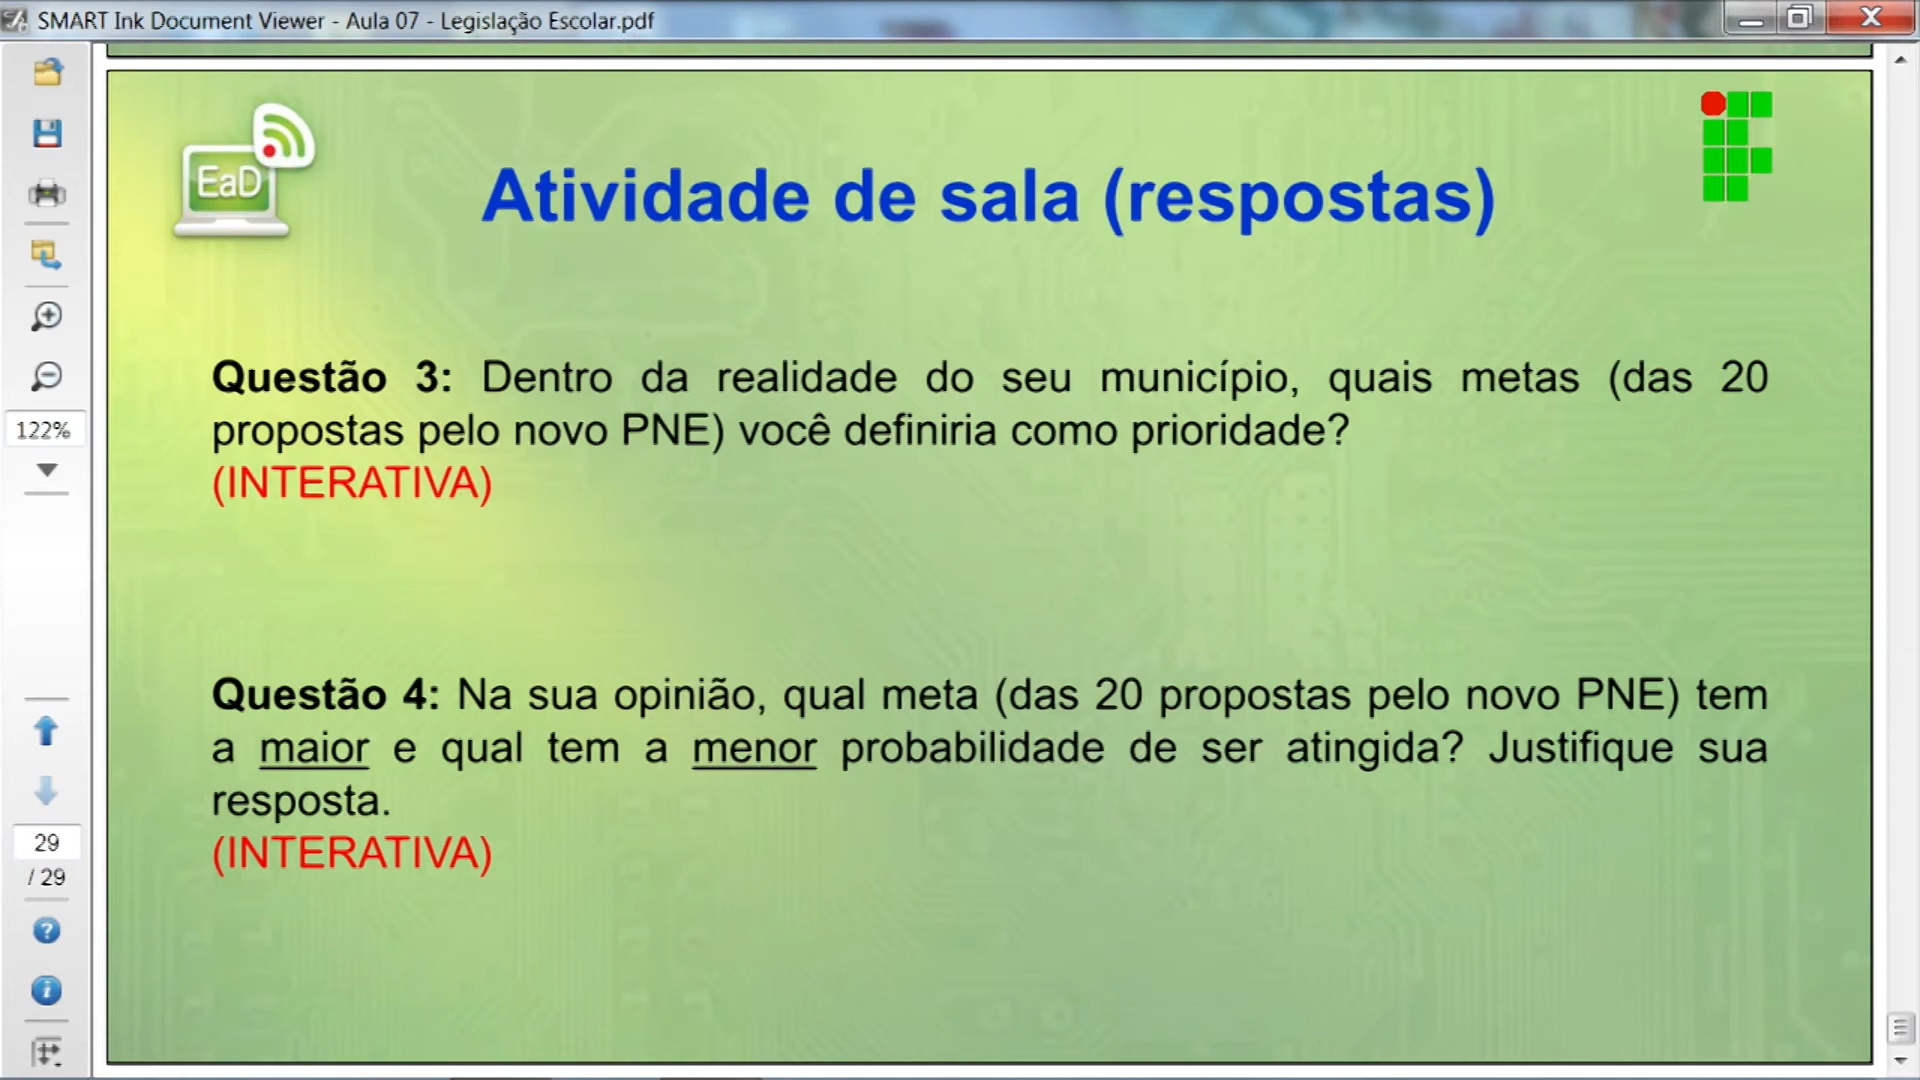 SMART Ink Document Viewer - Aula 07 - Legislação Escolar.pdf
EaD
Atividade de sala (respostas)
Questão 3: Dentro da realidade do seu município, quais metas (das 20
propostas pelo novo PNE) você definiria como prioridade?
(INTERATIVA)
122%
Questão 4: Na sua opinião, qual meta (das 20 propostas pelo novo PNE) tem
a maior e qual tem a menor probabilidade de ser atingida? Justifique sua
resposta.
(INTERATIVA)
29
/ 29